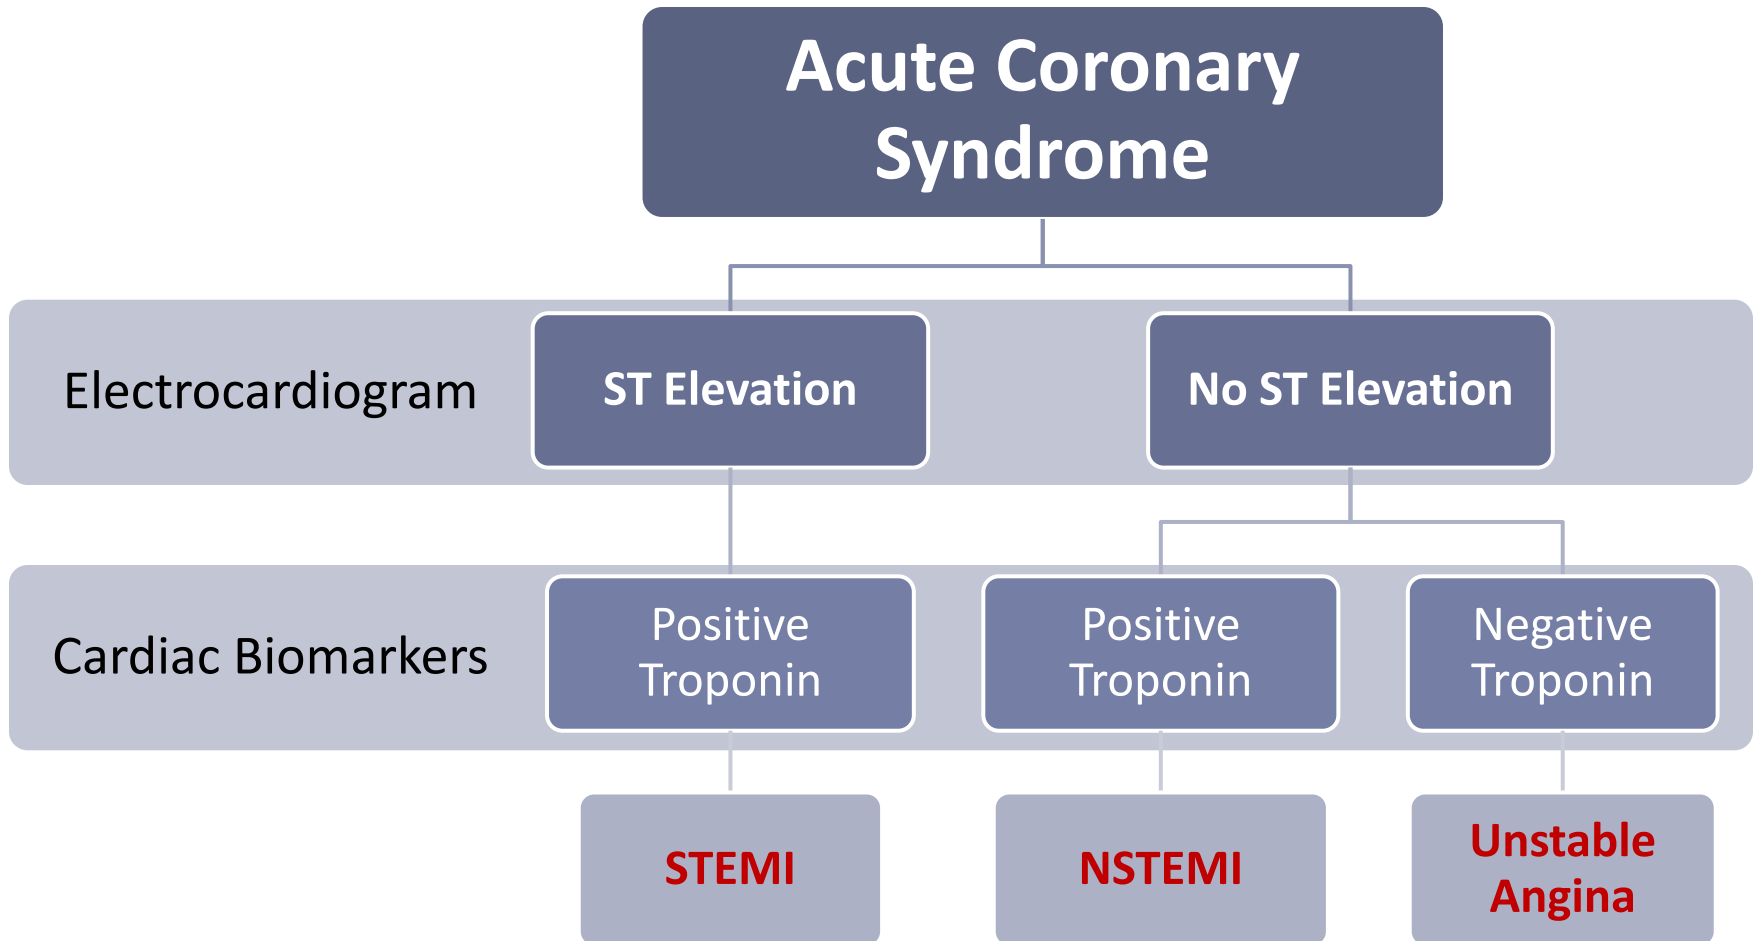 Acute Coronary
Syndrome
Electrocardiogram
ST Elevation
No ST Elevation
Cardiac Biomarkers
Positive
Troponin
Positive
Troponin
Negative
Troponin
STEMI
NSTEMI
Unstable
Angina